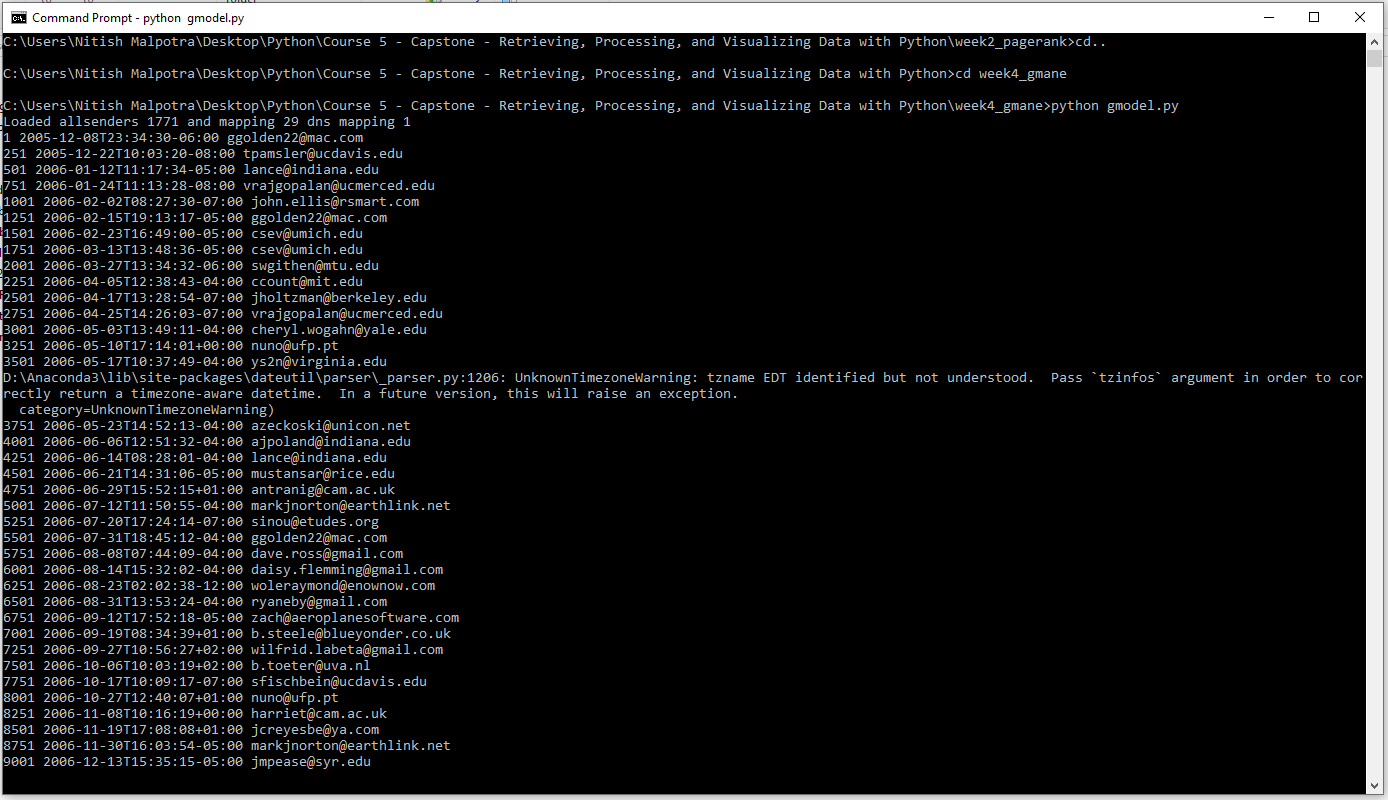 Command Prompt - python  gmodel.py
C:\Users\Nitish Malpotra\Desktop\Python\Course 5 - Capstone - Retrieving, Processing, and Visualizing Data with Python\week2_pagerank>cd..
C:\Users\Nitish Malpotra\Desktop\Python\Course 5 - Capstone - Retrieving, Processing, and Visualizing Data with Python>cd week4_gmane
C:\Users\Nitish Malpotra\Desktop\Python\Course 5 - Capstone - Retrieving, Processing, and Visualizing Data with Python\week4_gmane>python gmodel.py
Loaded allsenders 1771 and mapping 29 dns mapping 1
1 2005-12-08T23:34:30-06:00 ggolden22@mac.com
251 2005-12-22T10:03:20-08:00 tpamsler@ucdavis.edu
501 2006-01-12T11:17:34-05:00 lance@indiana.edu
751 2006-01-24T11:13:28-08:00 vrajgopalan@ucmerced.edu
1001 2006-02-02T08:27:30-07:00 john.ellis@rsmart.com
1251 2006-02-15T19:13:17-05:00 ggolden22@mac.com
1501 2006-02-23T16:49:00-05:00 csev@umich.edu
1751 2006-03-13T13:48:36-05:00 csev@umich.edu
2001 2006-03-27T13:34:32-06:00 swgithen@mtu.edu
2251 2006-04-05T12:38:43-04:00 ccount@mit.edu
2501 2006-04-17T13:28:54-07:00 jholtzman@berkeley.edu
2751 2006-04-25T14:26:03-07:00 vrajgopalan@ucmerced.edu
3001 2006-05-03T13:49:11-04:00 cheryl.wogahn@yale.edu
3251 2006-05-10T17:14:01+00:00 nuno@ufp.pt
3501 2006-05-17T10:37:49-04:00 ys2n@virginia.edu
D:\Anaconda3\lib\site-packages\dateutil\parser\_parser.py:1206: UnknownTimezoneWarning: tzname EDT identified but not understood.  Pass `tzinfos` argument in order to cor
rectly return a timezone-aware datetime.  In a future version, this will raise an exception.
  category=UnknownTimezoneWarning)
3751 2006-05-23T14:52:13-04:00 azeckoski@unicon.net
4001 2006-06-06T12:51:32-04:00 ajpoland@indiana.edu
4251 2006-06-14T08:28:01-04:00 lance@indiana.edu
4501 2006-06-21T14:31:06-05:00 mustansar@rice.edu
4751 2006-06-29T15:52:15+01:00 antranig@cam.ac.uk
5001 2006-07-12T11:50:55-04:00 markjnorton@earthlink.net
5251 2006-07-20T17:24:14-07:00 sinou@etudes.org
5501 2006-07-31T18:45:12-04:00 ggolden22@mac.com
5751 2006-08-08T07:44:09-04:00 dave.ross@gmail.com
6001 2006-08-14T15:32:02-04:00 daisy.flemming@gmail.com
6251 2006-08-23T02:02:38-12:00 woleraymond@enownow.com
6501 2006-08-31T13:53:24-04:00 ryaneby@gmail.com
6751 2006-09-12T17:52:18-05:00 zach@aeroplanesoftware.com
7001 2006-09-19T08:34:39+01:00 b.steele@blueyonder.co.uk
7251 2006-09-27T10:56:27+02:00 wilfrid.labeta@gmail.com
7501 2006-10-06T10:03:19+02:00 b.toeter@uva.nl
7751 2006-10-17T10:09:17-07:00 sfischbein@ucdavis.edu
8001 2006-10-27T12:40:07+01:00 nuno@ufp.pt
8251 2006-11-08T10:16:19+00:00 harriet@cam.ac.uk
8501 2006-11-19T17:08:08+01:00 jcreyesbe@ya.com
8751 2006-11-30T16:03:54-05:00 markjnorton@earthlink.net
9001 2006-12-13T15:35:15-05:00 jmpease@syr.edu